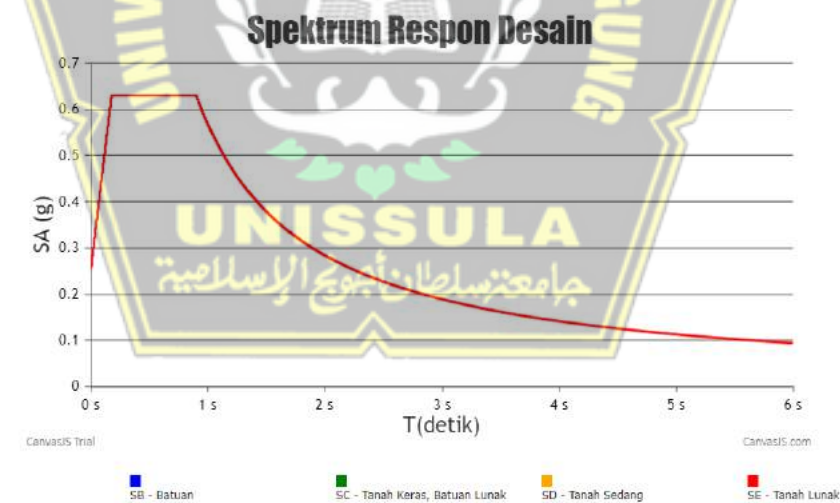 Spektrum Respon Desain
UNIV
GUNG
0.7
0.6
0.5
0.4
0.3
0.2
0.1
0
SA (g)
UNISSULA
جامعة سلطان أجونج الإسلامية
0 s 1 s 2 s 3 s 4 s 5 s 6 s
T(detik)
CanvasJS Trial CanvasJS.com
SB - Batuan SC - Tanah Keras, Batuan Lunak SD - Tanah Sedang SE - Tanah Lunak